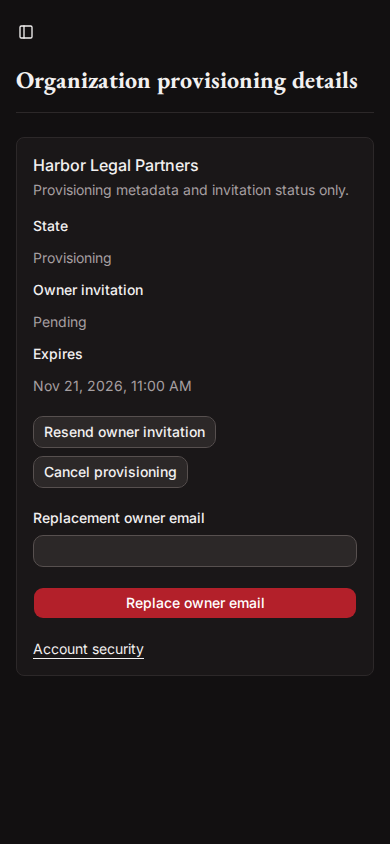 Organization provisioning details
Harbor Legal Partners
Provisioning metadata and invitation status only.
State
Provisioning
Owner invitation
Pending
Expires
Nov 21, 2026, 11:00 AM
Resend owner invitation
Cancel provisioning
Replacement owner email
Replace owner email
Account security